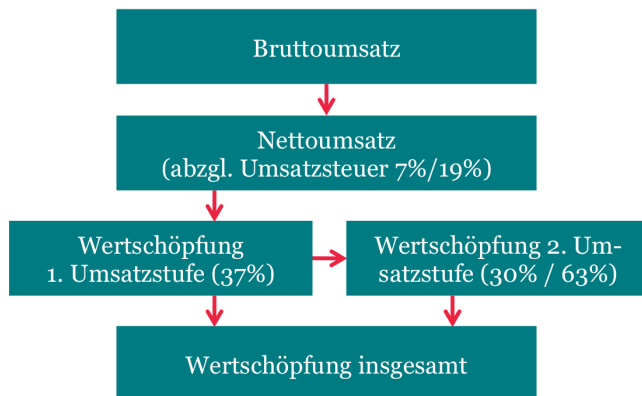 Bruttoumsatz
Nettoumsatz
(abzgl. Umsatzsteuer 7%/19%)
Wertschöpfung
1. Umsatzstufe (37%)
Wertschöpfung 2. Um-
satzstufe (30% / 63%)
Wertschöpfung insgesamt